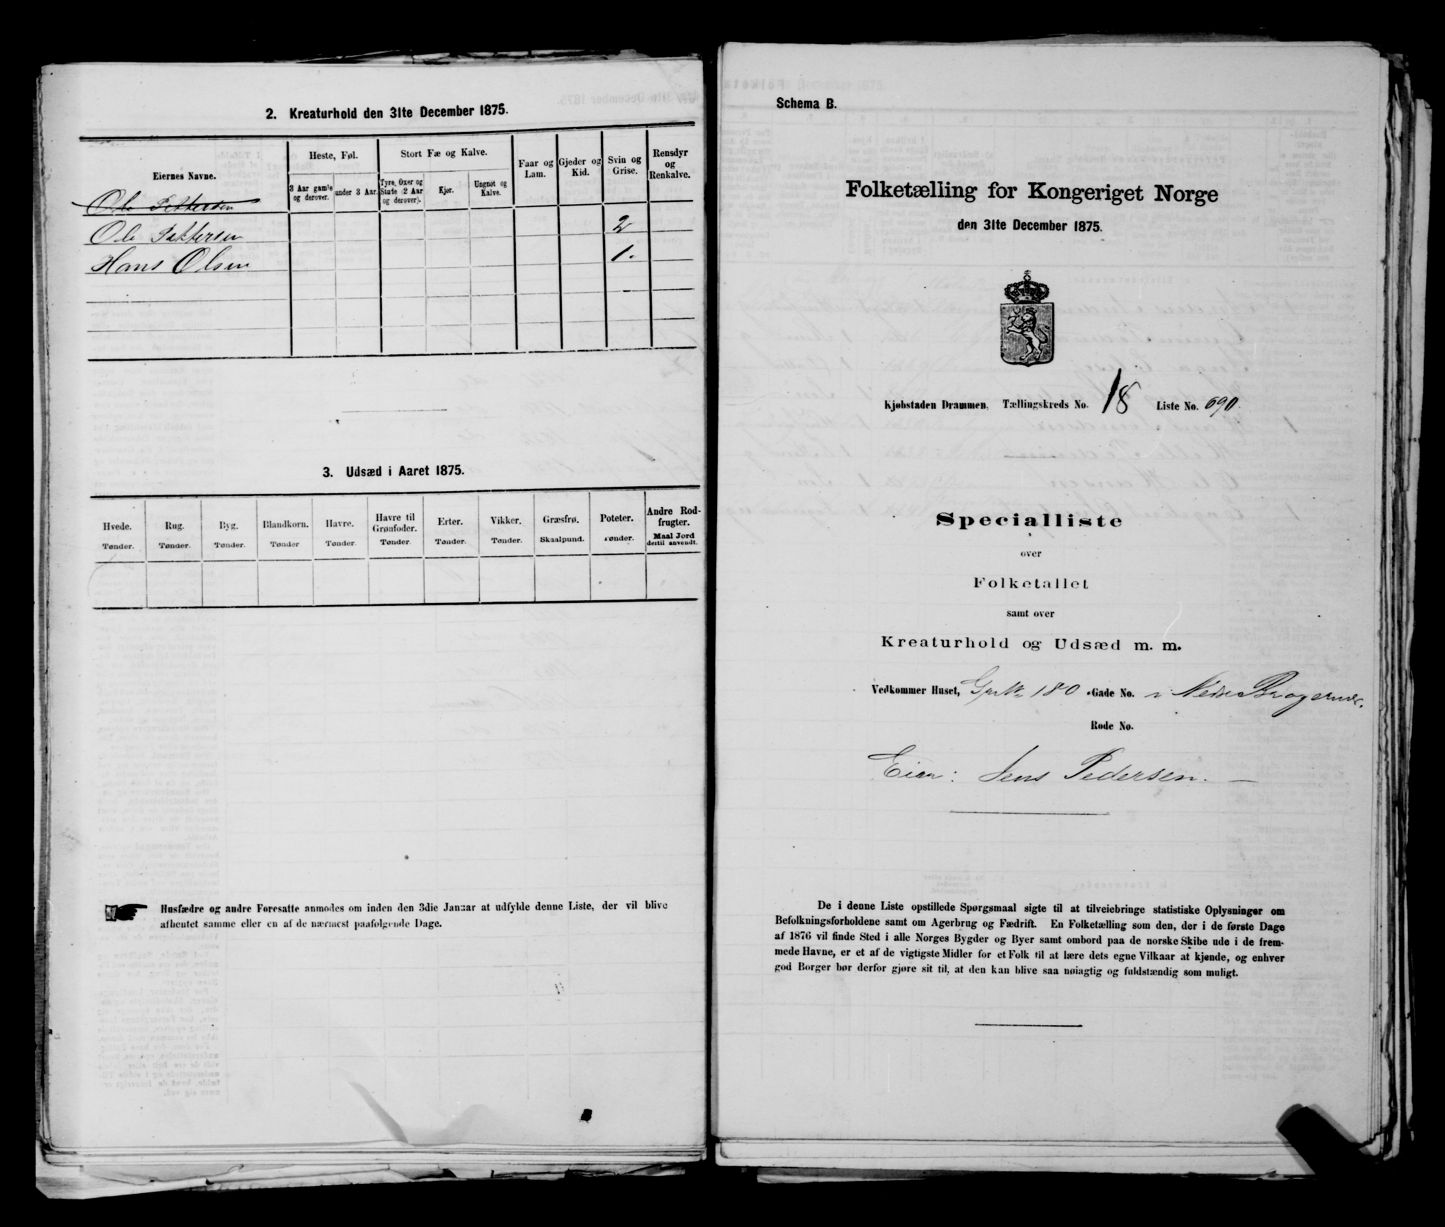 2. Kreaturhold den 31te December 1875.
Eiernes Navne.
Heste, Føl.
Stort Fæ og Kalve.
Faar og Lam.
Gjeder og Kid.
Svin og Grise.
Rensdyr og Renkalve.
3 Aar gamle og derover.
under 3 Aar.
Tyre, Oxer og Stude (2 Aar og derover).
Kjør.
Ungnøt og Kalve.
Ole Pettersen
Ole Pettersen 2
Hans Olsen 1.
3. Udsæd i Aaret 1875.
Hvede. Rug. Byg. Blandkorn. Havre. Havre til Grønfoder. Erter. Vikker. Græsfrø. Poteter. Andre Rodfrugter.
Tønder. Tønder. Tønder. Tønder Tønder. Tønder. Tønder. Tønder. Skaalpund. Tønder. Maal Jord dertil anvendt.
Husfædre og andre Foresatte anmodes om inden den 3die Januar at udfylde denne Liste, der vil blive
afhentet samme eller en af de nærmest paafølgende Dage.
Schema B.
Folketælling for Kongeriget Norge
den 31te December 1875.
Kjøbstaden Drammen. Tællingskreds No. 18 Liste No. 690.
Specialliste
over
Folketallet
samt over
Kreaturhold og Udsæd m. m.
Vedkommer Huset, 180 Gade No. Nedre Bragernæs.
Rode No.
Eier: Jens Pedersen.
De i denne Liste opstillede Spørgsmaal sigte til at tilveiebringe statistiske Oplysninger om
Befolkningsforholdene samt om Agerbrug og Fædrift. En Folketælling som den, der i de første Dage
af 1876 vil finde Sted i alle Norges Bygder og Byer samt ombord paa de norske Skibe ude i de frem-
mede Havne, er et af de vigtigste Midler for et Folk til at lære dets egne Vilkaar at kjende, og enhver
god Borger bør derfor gjøre sit til, at den kan blive saa nøiagtig og fuldstændig som muligt.